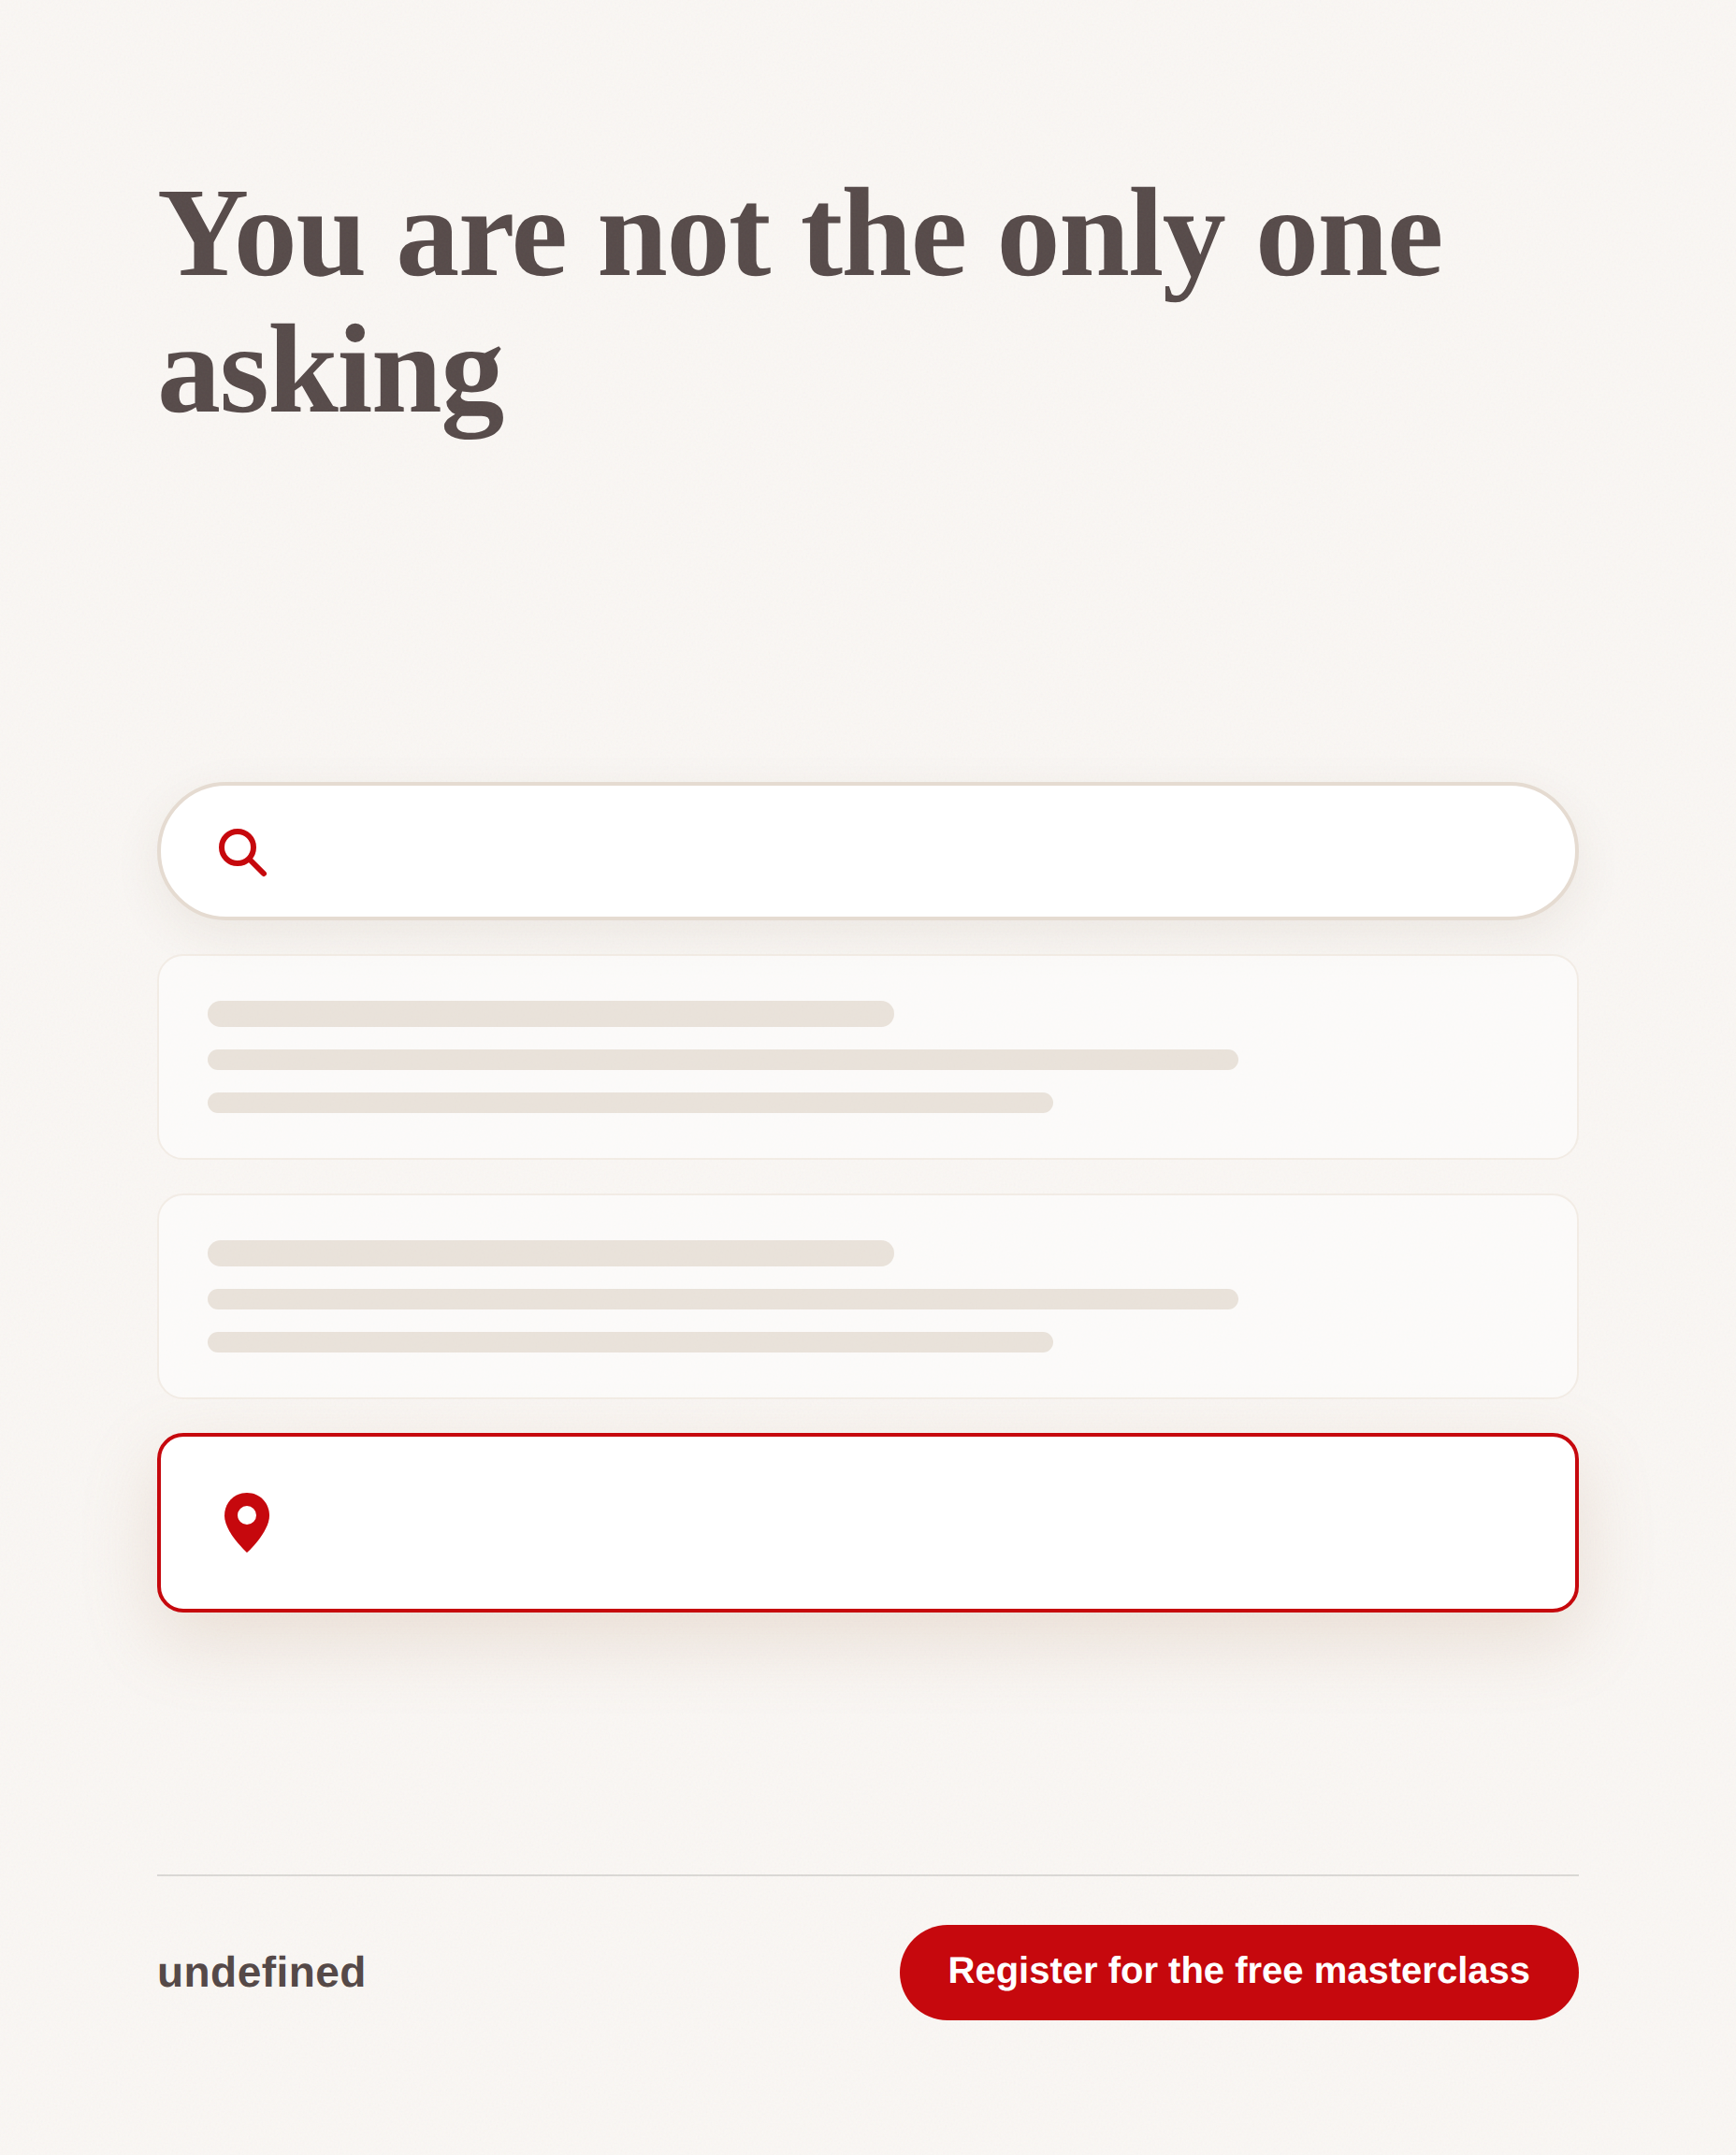 You are not the only one
asking
undefined
Register for the free masterclass